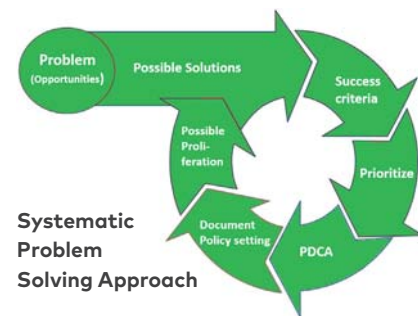 Problem
(Opportunities)
Possible Solutions
Success
criteria
Prioritize
PDCA
Document
Policy setting
Possible
Proli-
feration
Systematic
Problem
Solving Approach